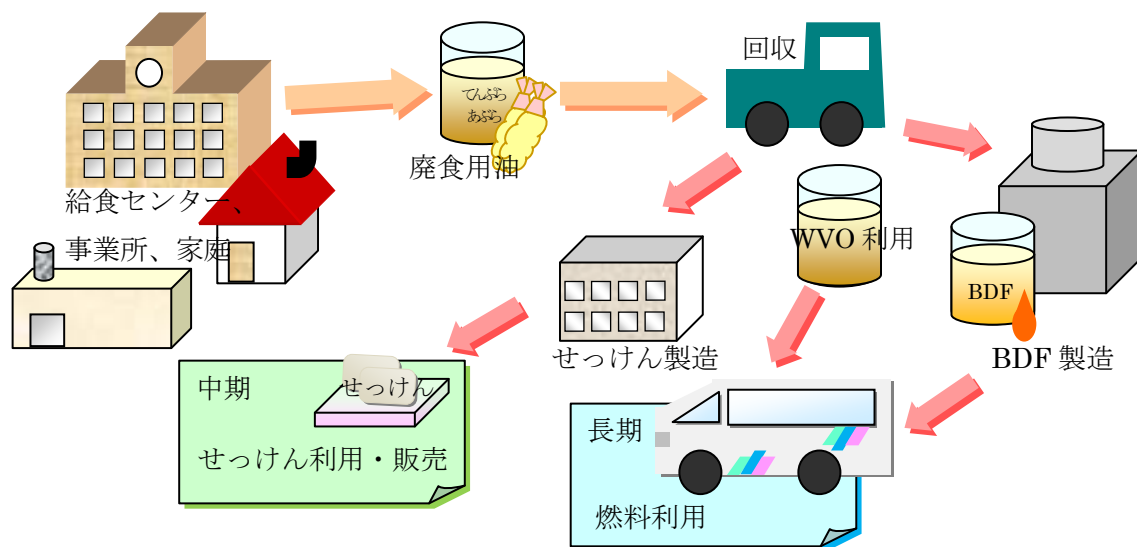 回収
てんぷら
あぶら
廃食用油
給食センター、
事業所、家庭
WVO 利用
BDF
せっけん製造
BDF 製造
中期
せっけん
せっけん利用・販売
長期
燃料利用